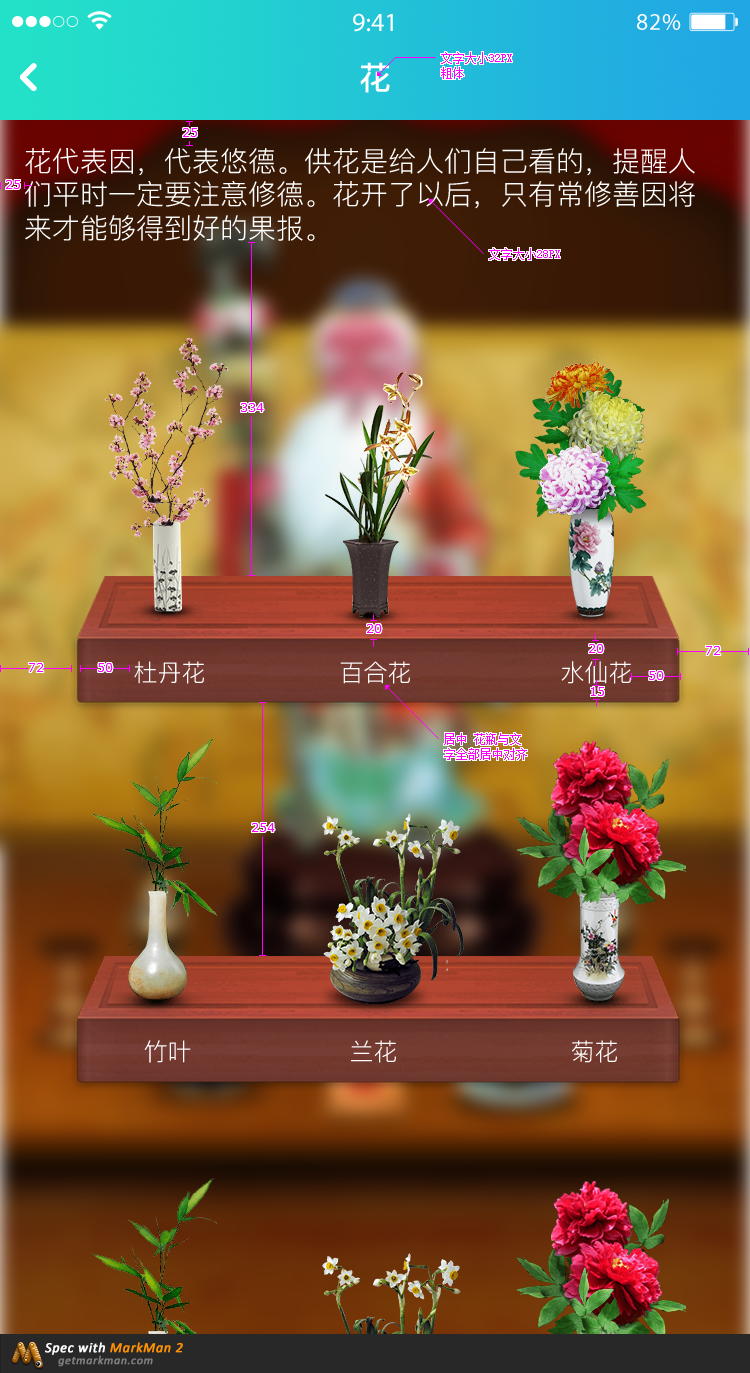 9:41
82%
花
文字大小32PX
粗体
25
花代表因，代表悠德。供花是给人们自己看的，提醒人
25
们平时一定要注意修德。花开了以后，只有常修善因将
来才能够得到好的果报。
文字大小28PX
334
20
20
72
72
50
杜丹花
百合花
水仙花
50
15
居中 花瓶与文
字全部居中对齐
254
竹叶
兰花
菊花
Spec with MarkMan 2
getmarkman.com